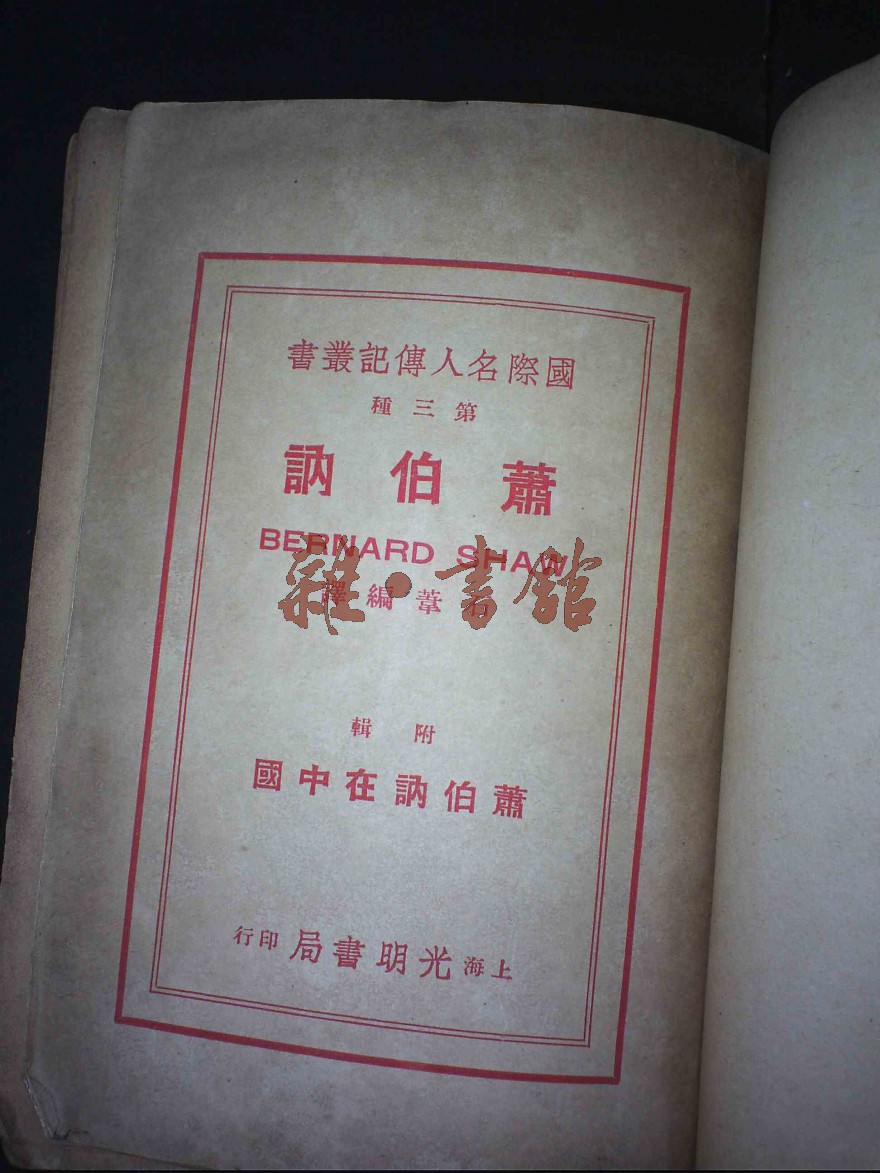 國際名人傳記叢書
第三種
蕭伯訥
BERNARD SHAW
石葦編譯
雜·書館
附輯
蕭伯訥在中國
上海光明書局印行